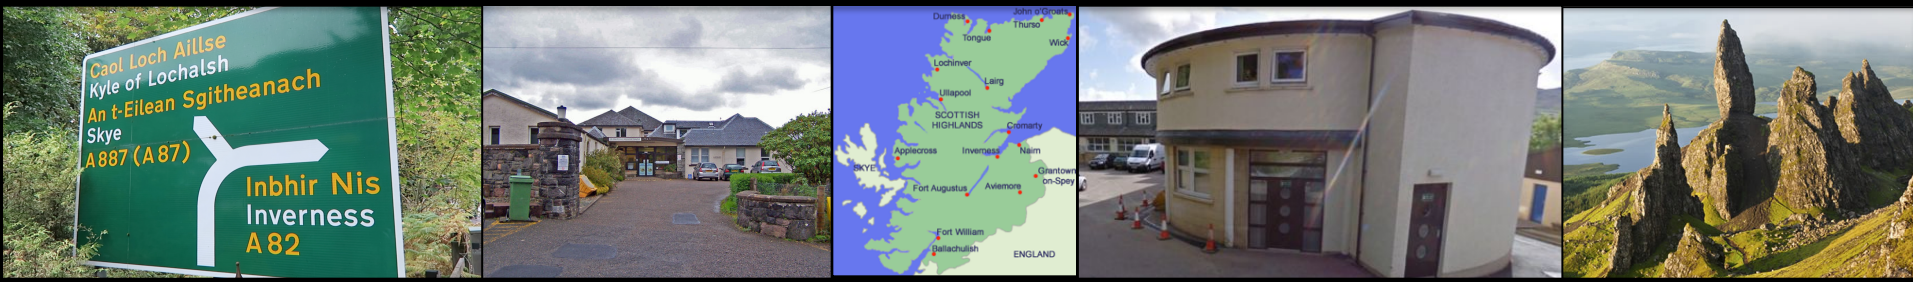 Caol Loch Aillse
Kyle of Lochalsh
An t-Eilean Sgitheanach
Skye
A887 (A87)
Inbhir Nis
Inverness
A82
Durness
John o'Groats
Thurso
Tongue
Wick
Lochinver
Lairg
Ullapool
SCOTTISH
HIGHLANDS
Cromarty
Applecross
Inverness
Nairn
SKYE
Grantown
on-Spey
Fort Augustus
Aviemore
Fort William
Ballachulish
ENGLAND